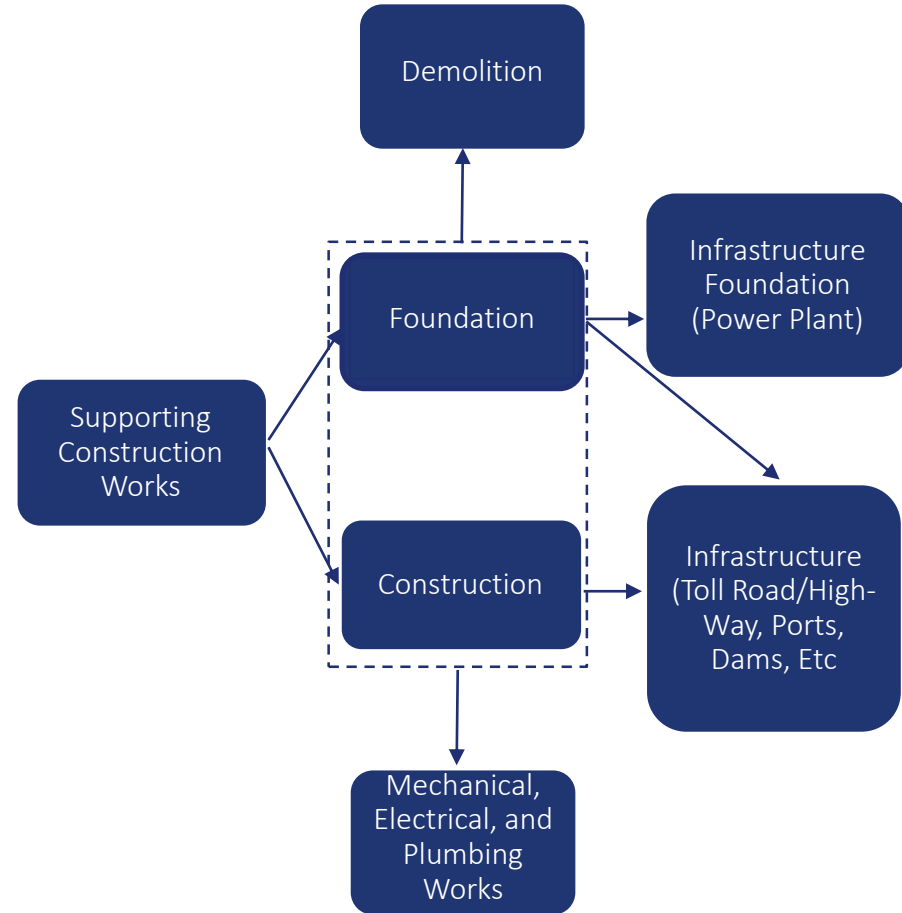 Demolition
Infrastructure
Foundation
(Power Plant)
Foundation
Supporting
Construction
Works
Construction
Infrastructure
(Toll Road/High-
Way, Ports,
Dams, Etc
Mechanical,
Electrical, and
Plumbing
Works